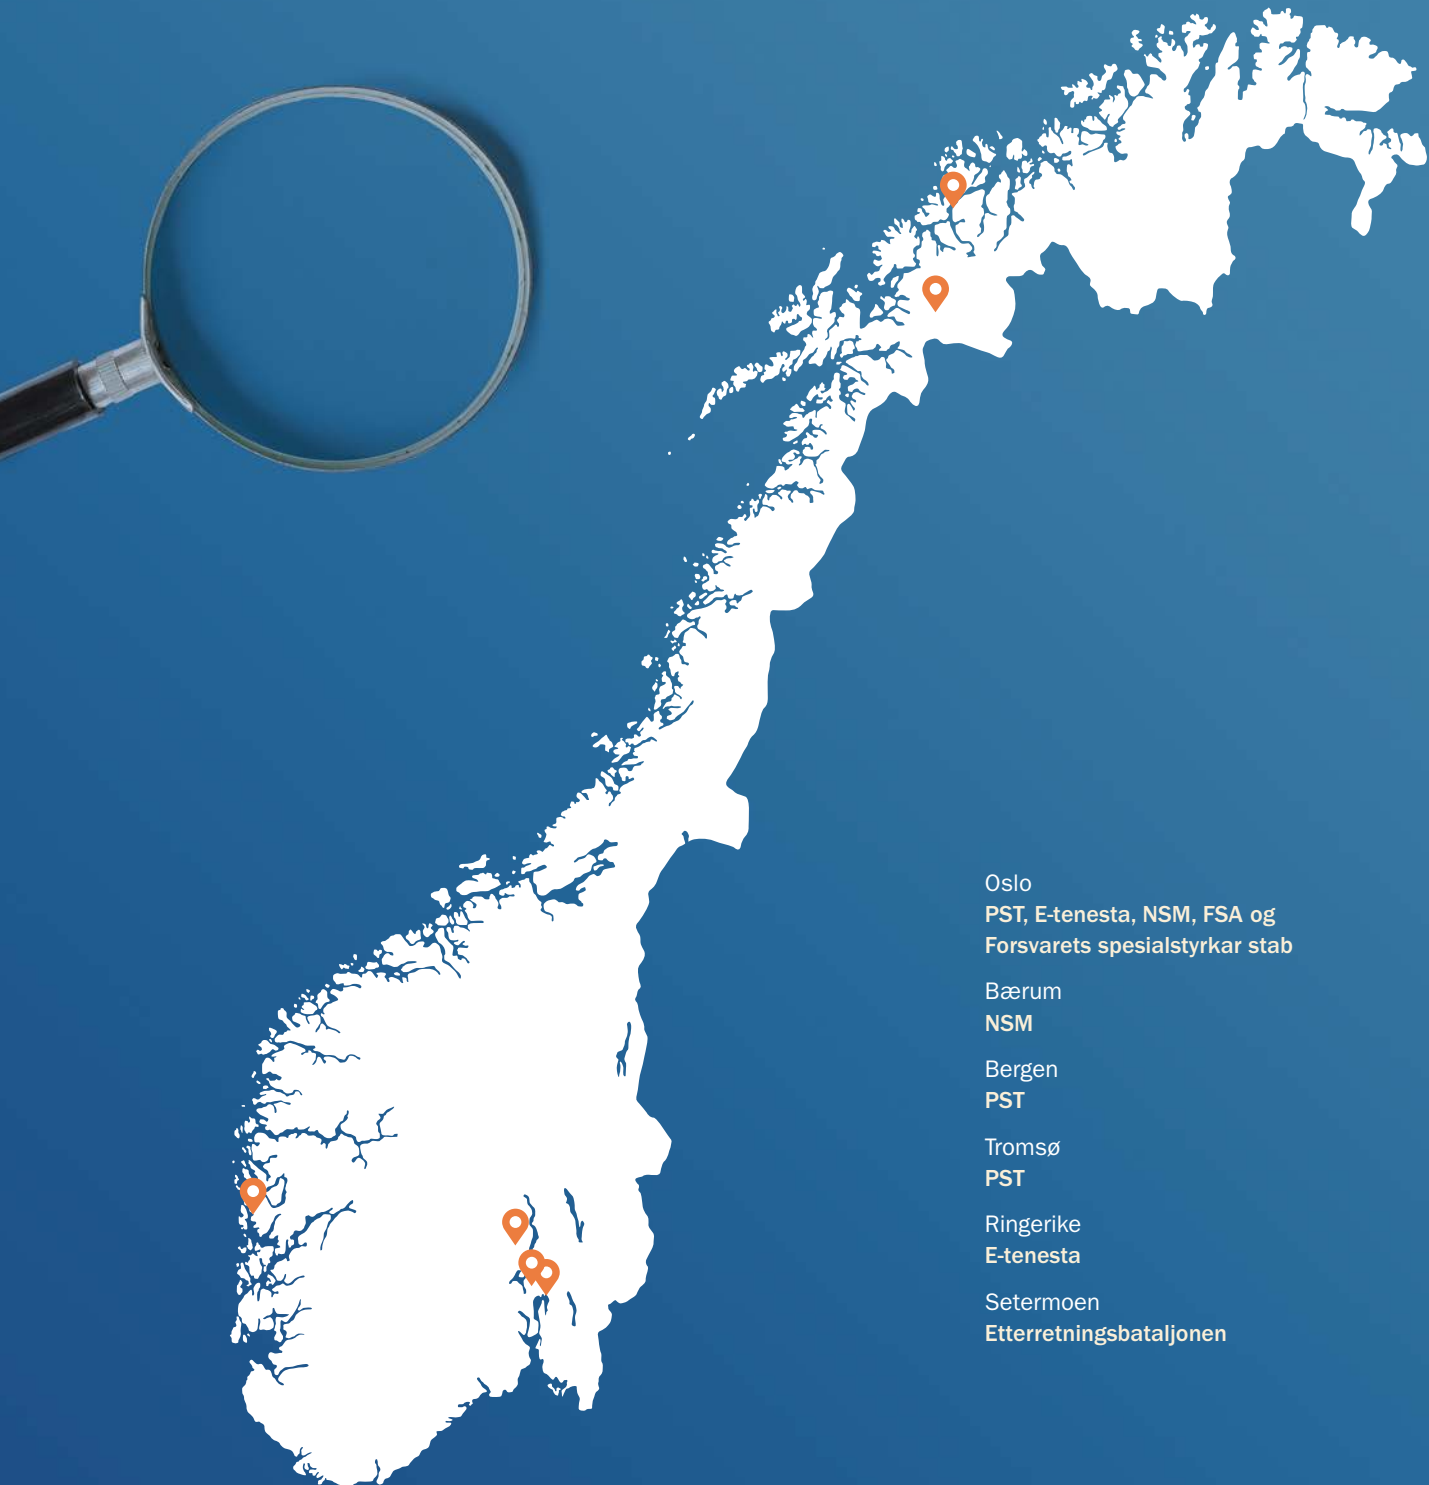 Oslo
PST, E-tenesta, NSM, FSA og
Forsvarets spesialstyrkar stab
Bærum
NSM
Bergen
PST
Tromsø
PST
Ringerike
E-tenesta
Setermoen
Etterretningsbataljonen